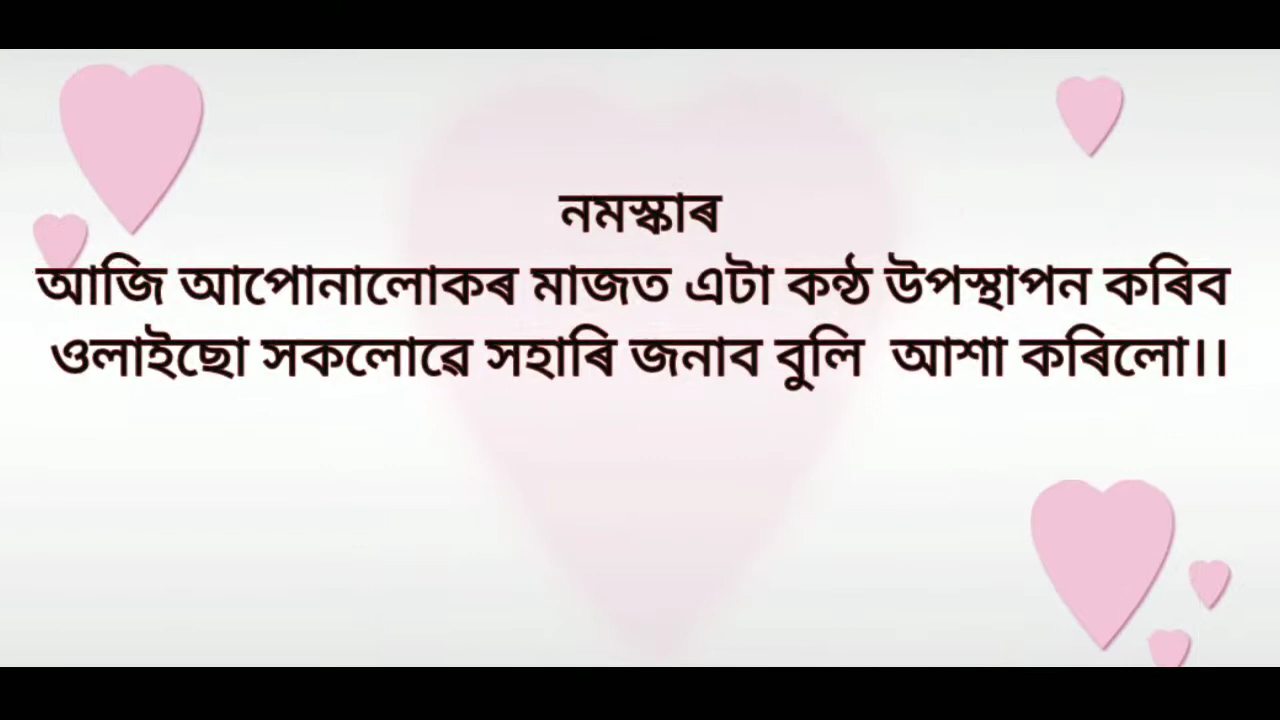 নমস্কাৰ
আজি আপোনালোকৰ মাজত এটা কন্ঠ উপস্থাপন কৰিব
ওলাইছো সকলোৱে সহাৰি জনাব বুলি আশা কৰিলো।।